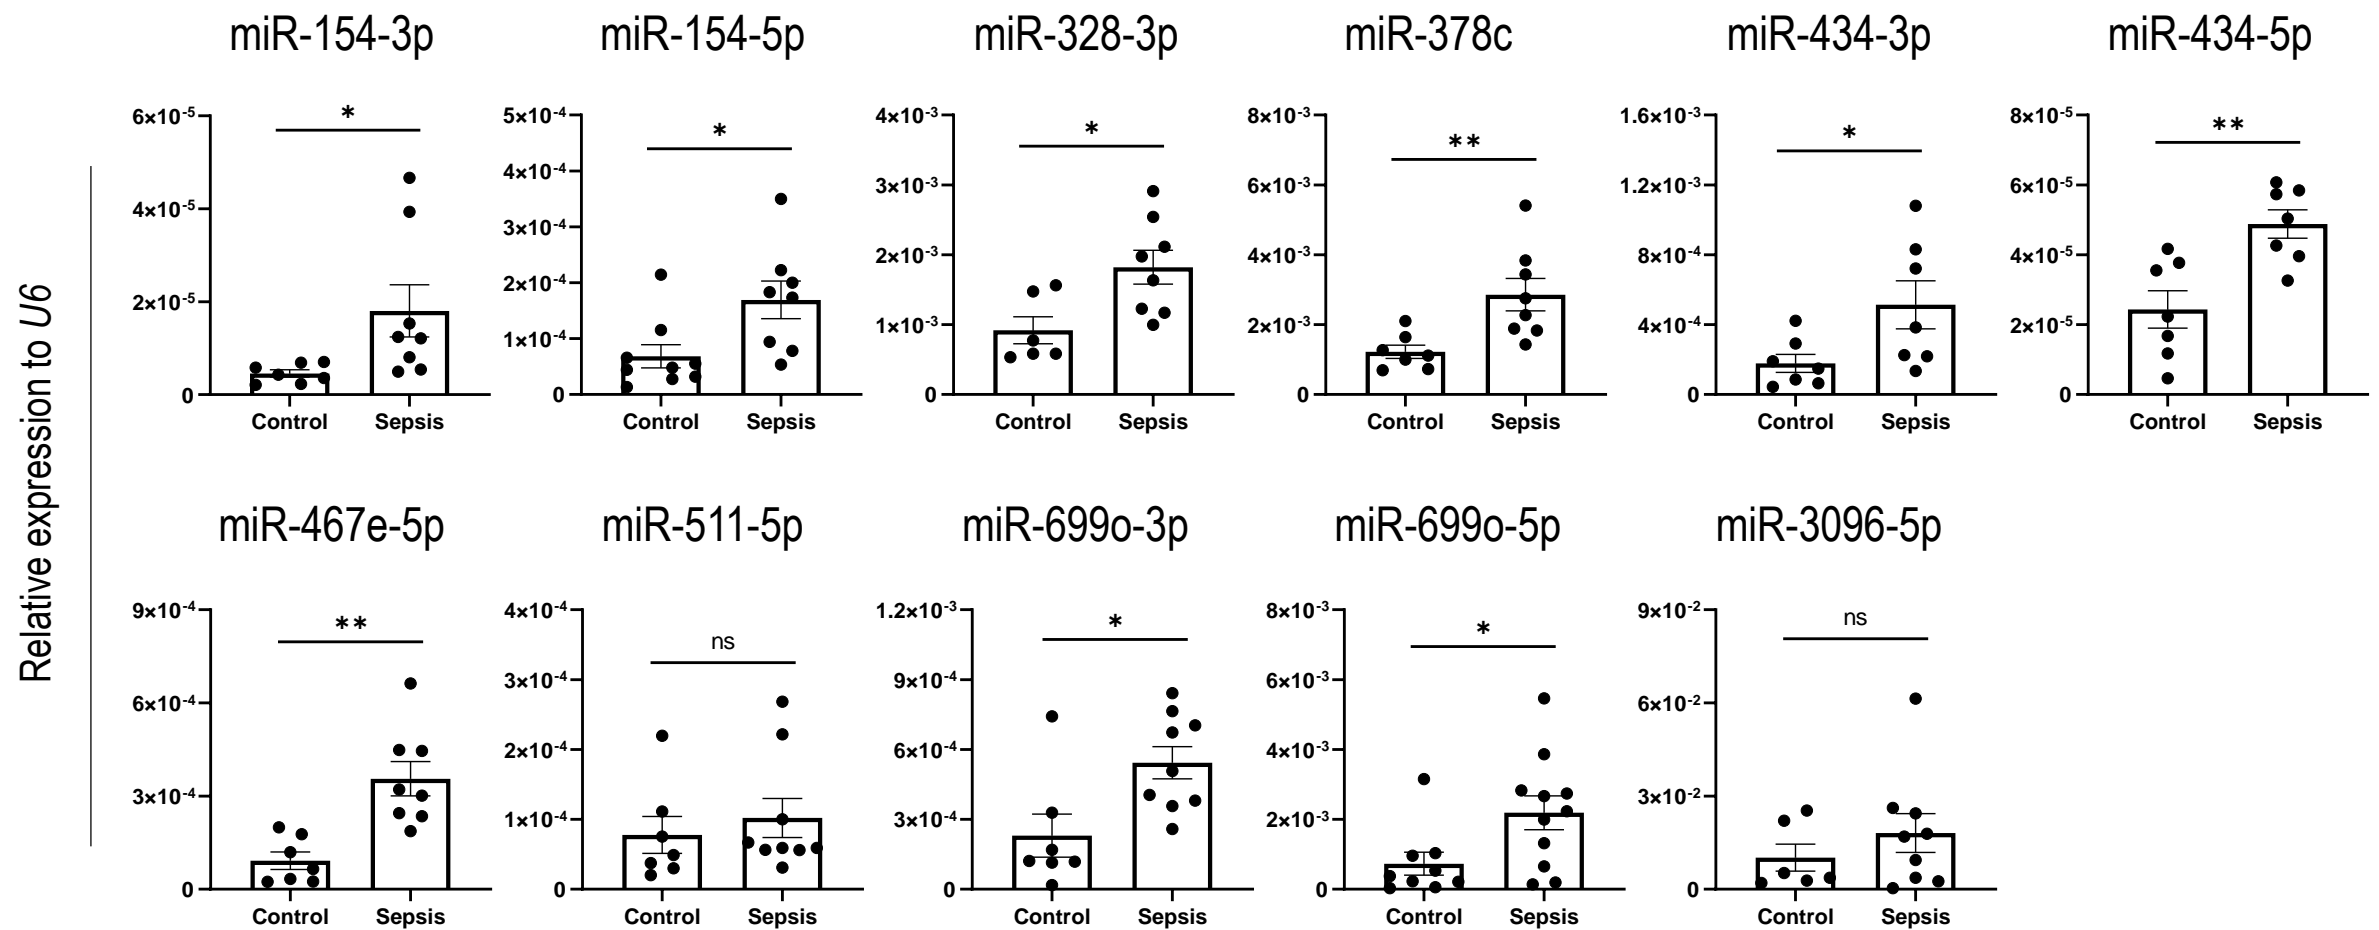 Relative expression to U6
miR-154-3p
6×10⁻⁵
4×10⁻⁵
2×10⁻⁵
0
*
Control Sepsis
miR-154-5p
5×10⁻⁴
4×10⁻⁴
3×10⁻⁴
2×10⁻⁴
1×10⁻⁴
0
*
Control Sepsis
miR-328-3p
4×10⁻³
3×10⁻³
2×10⁻³
1×10⁻³
0
*
Control Sepsis
miR-378c
8×10⁻³
6×10⁻³
4×10⁻³
2×10⁻³
0
**
Control Sepsis
miR-434-3p
1.6×10⁻³
1.2×10⁻³
8×10⁻⁴
4×10⁻⁴
0
*
Control Sepsis
miR-434-5p
8×10⁻⁵
6×10⁻⁵
4×10⁻⁵
2×10⁻⁵
0
**
Control Sepsis
miR-467e-5p
9×10⁻⁴
6×10⁻⁴
3×10⁻⁴
0
**
Control Sepsis
miR-511-5p
4×10⁻⁴
3×10⁻⁴
2×10⁻⁴
1×10⁻⁴
0
ns
Control Sepsis
miR-699o-3p
1.2×10⁻³
9×10⁻⁴
6×10⁻⁴
3×10⁻⁴
0
*
Control Sepsis
miR-699o-5p
8×10⁻³
6×10⁻³
4×10⁻³
2×10⁻³
0
*
Control Sepsis
miR-3096-5p
9×10⁻²
6×10⁻²
3×10⁻²
0
ns
Control Sepsis